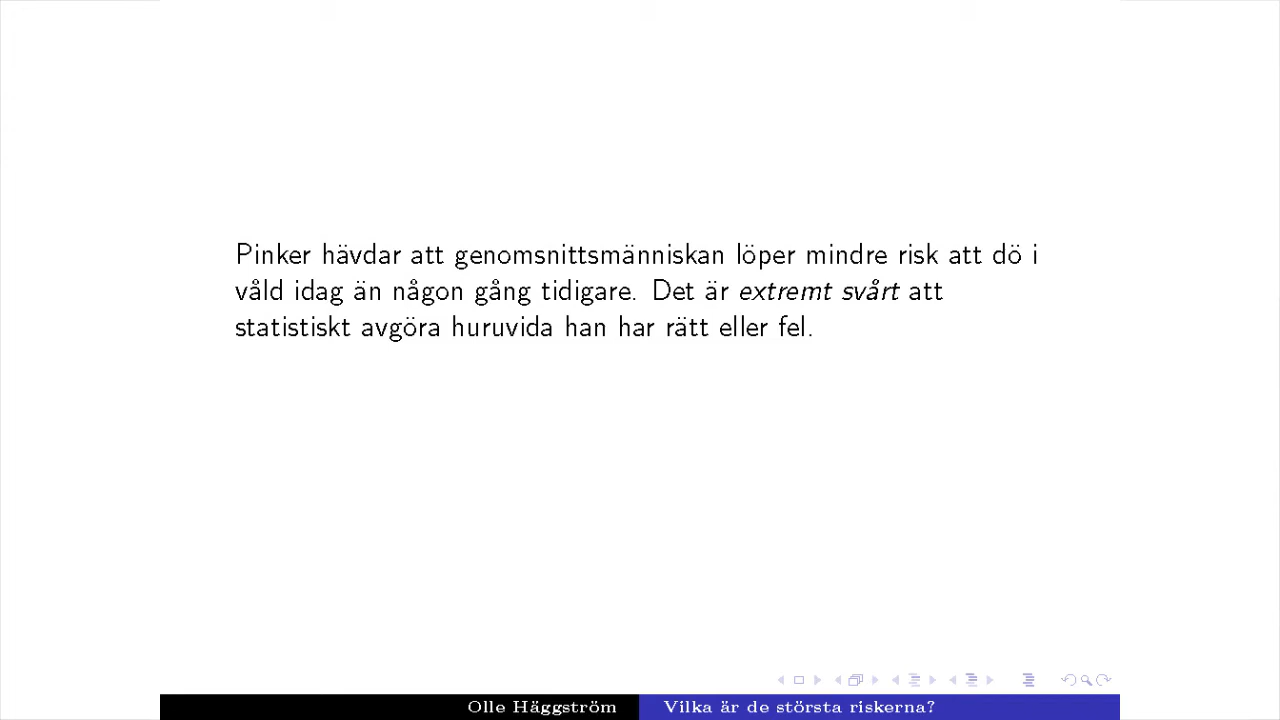 Pinker hävdar att genomsnittsmänniskan löper mindre risk att dö i
våld idag än någon gång tidigare. Det är extremt svårt att
statistiskt avgöra huruvida han har rätt eller fel.
Olle Häggström
Vilka är de största riskerna?